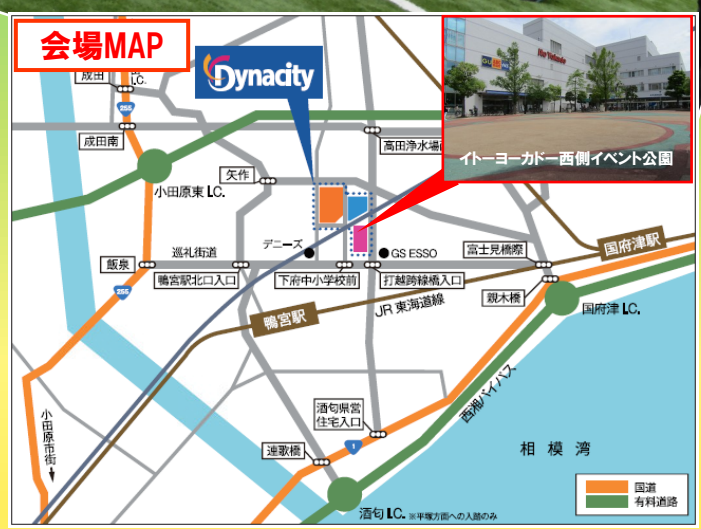 会場MAP
Dynacity
Ito Yokado
イトーヨーカドー西側イベント公園
成田
I.C.
255
成田南
小田原東 I.C.
矢作
高田浄水場
デニーズ
GS ESSO
富士見橋際
国府津駅
飯泉
巡礼街道
鴨宮駅北口入口
下府中小学校前
打越跨線橋入口
親木橋
255
鴨宮駅
JR 東海道線
国府津 I.C.
西湘バイパス
小田原市街
酒匂県営
住宅入口
1
連歌橋
相模湾
酒匂 I.C. ※平塚方面への入路のみ
国道
有料道路